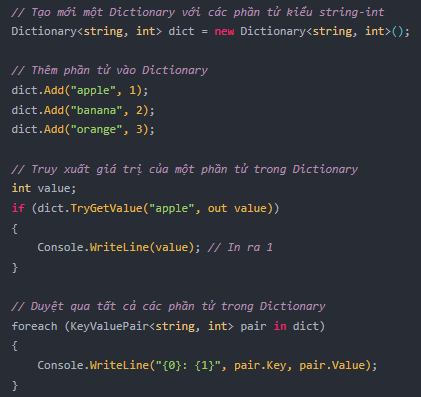 // Tạo mới một Dictionary với các phần tử kiểu string-int
Dictionary<string, int> dict = new Dictionary<string, int>();
// Thêm phần tử vào Dictionary
dict.Add("apple", 1);
dict.Add("banana", 2);
dict.Add("orange", 3);
// Truy xuất giá trị của một phần tử trong Dictionary
int value;
if (dict.TryGetValue("apple", out value))
{
    Console.WriteLine(value); // In ra 1
}
// Duyệt qua tất cả các phần tử trong Dictionary
foreach (KeyValuePair<string, int> pair in dict)
{
    Console.WriteLine("{0}: {1}", pair.Key, pair.Value);
}